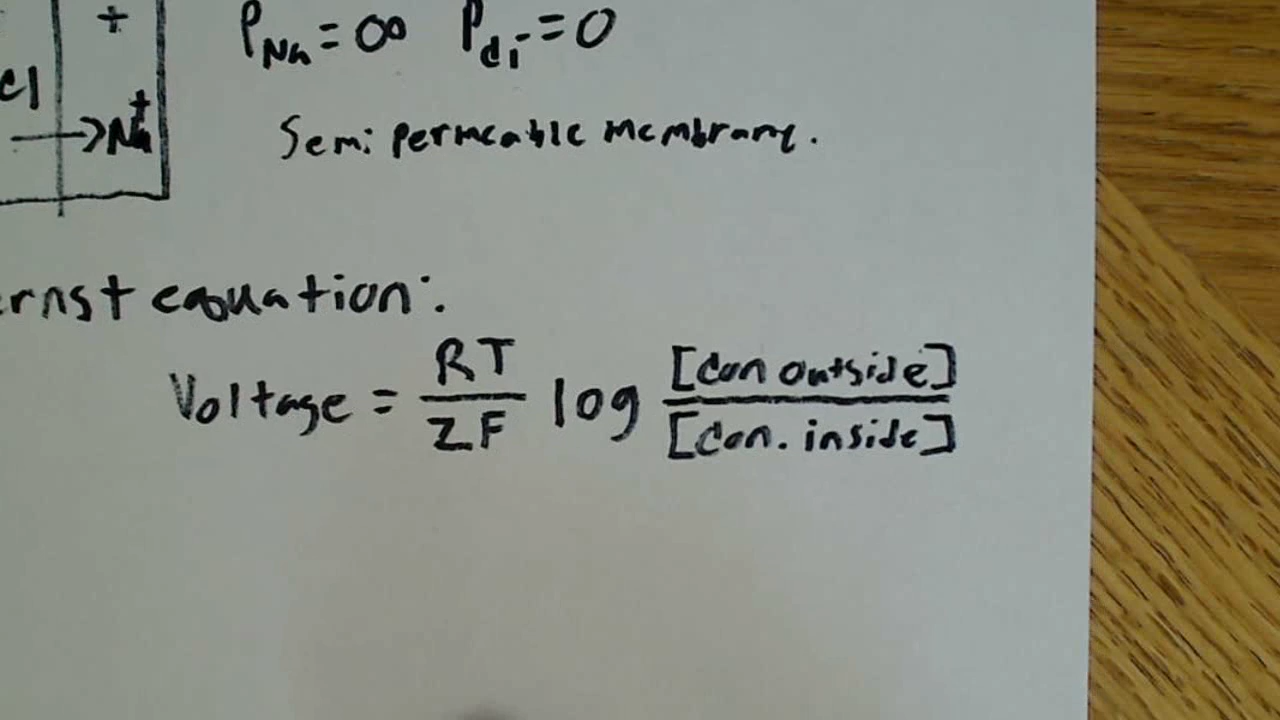 +
P_Na = ∞ P_cl⁻ = 0
cl
→ Na⁺
Semi permeable membrane.
ernst equation:
Voltage = RT/ZF log [con outside]/[con. inside]